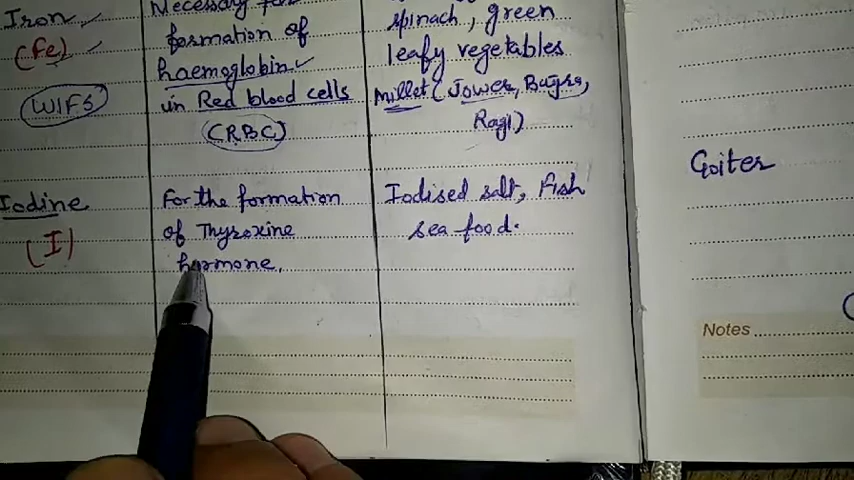 Iron
(Fe)
WIFS
Necessary for
formation of
haemoglobin
in Red blood cells
(RBC)
spinach, green
leafy vegetables
Millet (Jower, Bajra,
Ragi)
Iodine
(I)
For the formation
of Thyroxine
hormone.
Iodised salt, Fish
sea food.
Goiter
Notes